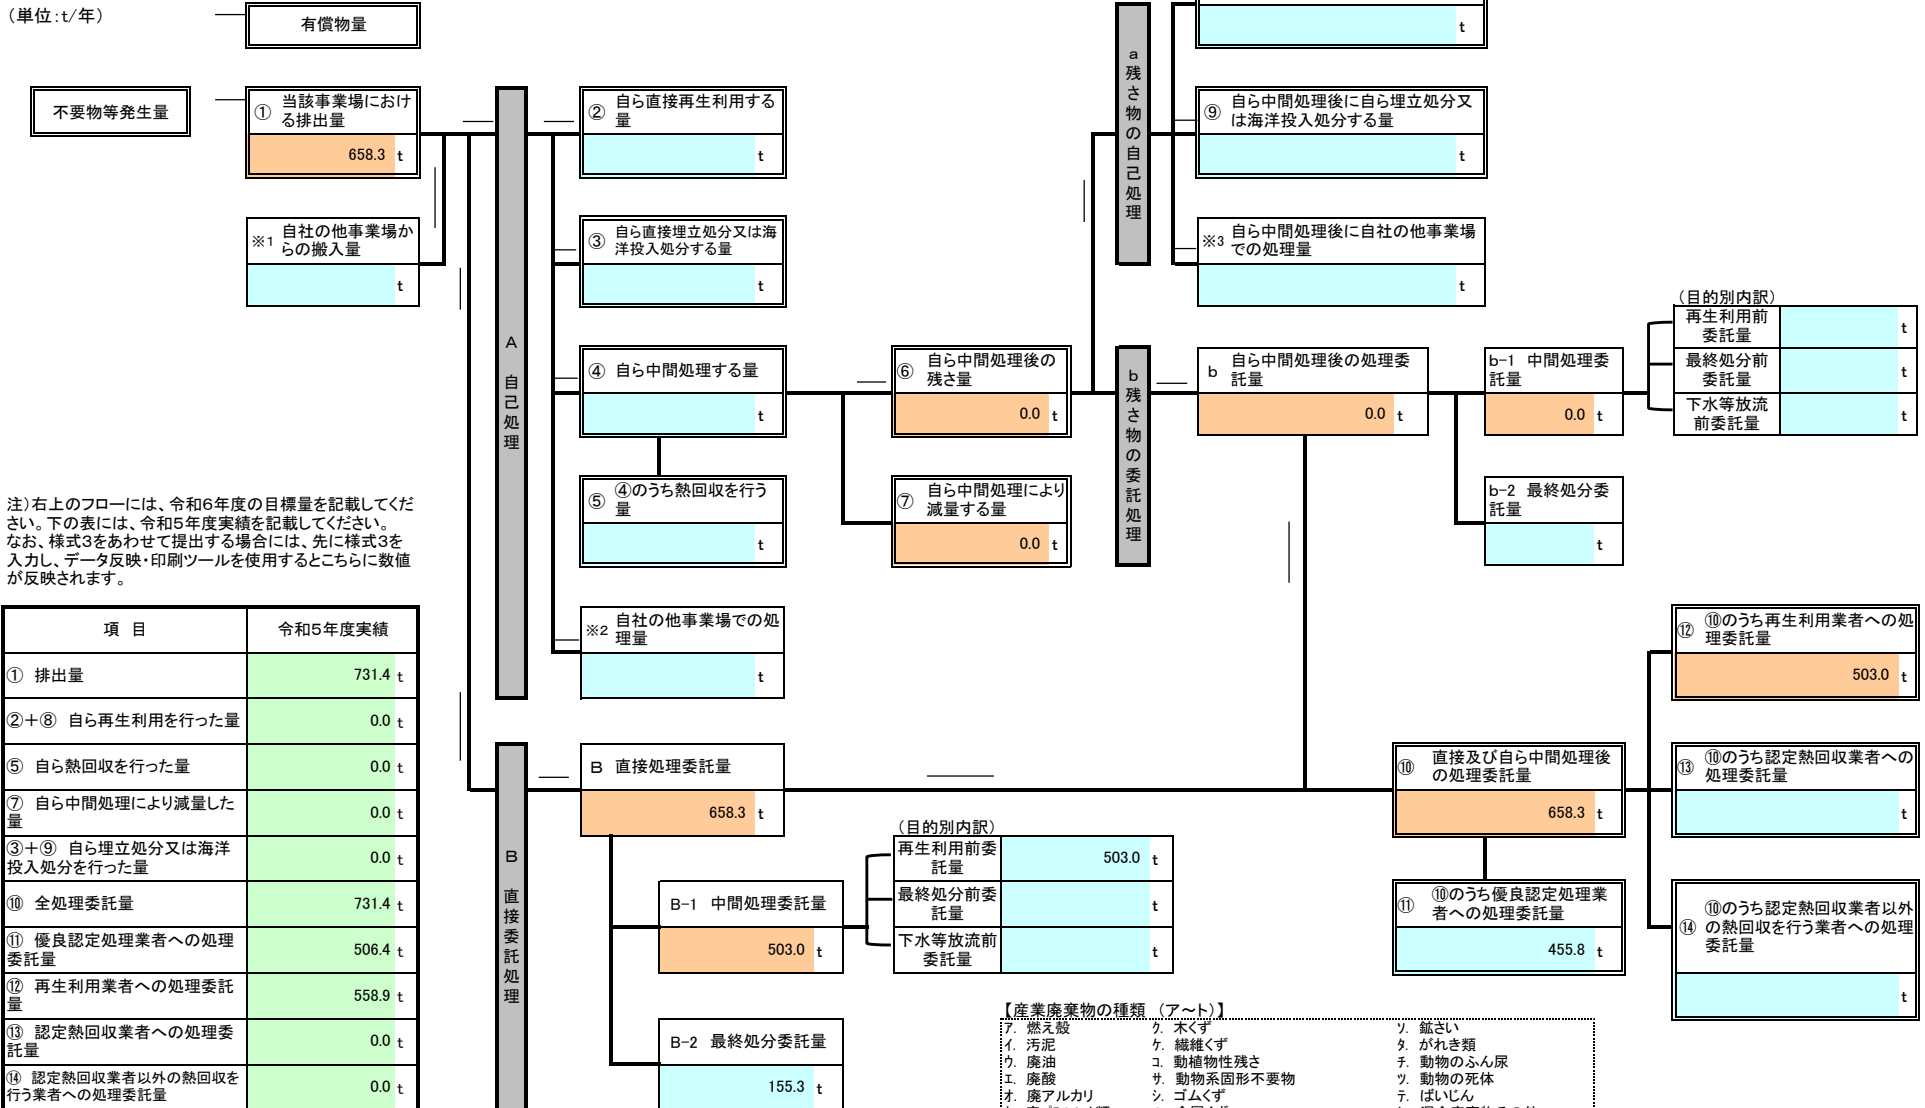 （単位:t/年）
有償物量
t
不要物等発生量
① 当該事業場におけ
る排出量
658.3 t
※1 自社の他事業場か
らの搬入量
t
A 自己処理
② 自ら直接再生利用する
量
t
③ 自ら直接埋立処分又は海
洋投入処分する量
t
④ 自ら中間処理する量
t
⑤ ④のうち熱回収を行う
量
t
※2 自社の他事業場での処
理量
t
⑥ 自ら中間処理後の
残さ量
0.0 t
⑦ 自ら中間処理により
減量する量
0.0 t
a 残さ物の自己処理
⑨ 自ら中間処理後に自ら埋立処分又
は海洋投入処分する量
t
※3 自ら中間処理後に自社の他事業場
での処理量
t
b 残さ物の委託処理
b 自ら中間処理後の処理委
託量
0.0 t
b-1 中間処理委
託量
0.0 t
（目的別内訳）
再生利用前
委託量
t
最終処分前
委託量
t
下水等放流
前委託量
t
b-2 最終処分委
託量
t
注）右上のフローには、令和6年度の目標量を記載してくだ
さい。下の表には、令和5年度実績を記載してください。
なお、様式3をあわせて提出する場合には、先に様式3を
入力し、データ反映・印刷ツールを使用するとこちらに数値
が反映されます。
項 目 令和5年度実績
① 排出量 731.4 t
②＋⑧ 自ら再生利用を行った量 0.0 t
⑤ 自ら熱回収を行った量 0.0 t
⑦ 自ら中間処理により減量した
量 0.0 t
③＋⑨ 自ら埋立処分又は海洋
投入処分を行った量 0.0 t
⑩ 全処理委託量 731.4 t
⑪ 優良認定処理業者への処理
委託量 506.4 t
⑫ 再生利用業者への処理委託
量 558.9 t
⑬ 認定熱回収業者への処理委
託量 0.0 t
⑭ 認定熱回収業者以外の熱回収を
行う業者への処理委託量 0.0 t
B 直接委託処理
B 直接処理委託量
658.3 t
B-1 中間処理委託量
503.0 t
（目的別内訳）
再生利用前委
託量
503.0 t
最終処分前委
託量
t
下水等放流前
委託量
t
B-2 最終処分委託量
155.3 t
⑩ 直接及び自ら中間処理後
の処理委託量
658.3 t
⑪ ⑩のうち優良認定処理業
者への処理委託量
455.8 t
⑫ ⑩のうち再生利用業者への処
理委託量
503.0 t
⑬ ⑩のうち認定熱回収業者への
処理委託量
t
⑭ ⑩のうち認定熱回収業者以外
の熱回収を行う業者への処理
委託量
t
【産業廃棄物の種類 （ア～ト）】
ア. 燃え殻 ク. 木くず ソ. 鉱さい
イ. 汚泥 ケ. 繊維くず タ. がれき類
ウ. 廃油 コ. 動植物性残さ チ. 動物のふん尿
エ. 廃酸 サ. 動物系固形不要物 ツ. 動物の死体
オ. 廃アルカリ シ. ゴムくず テ. ばいじん